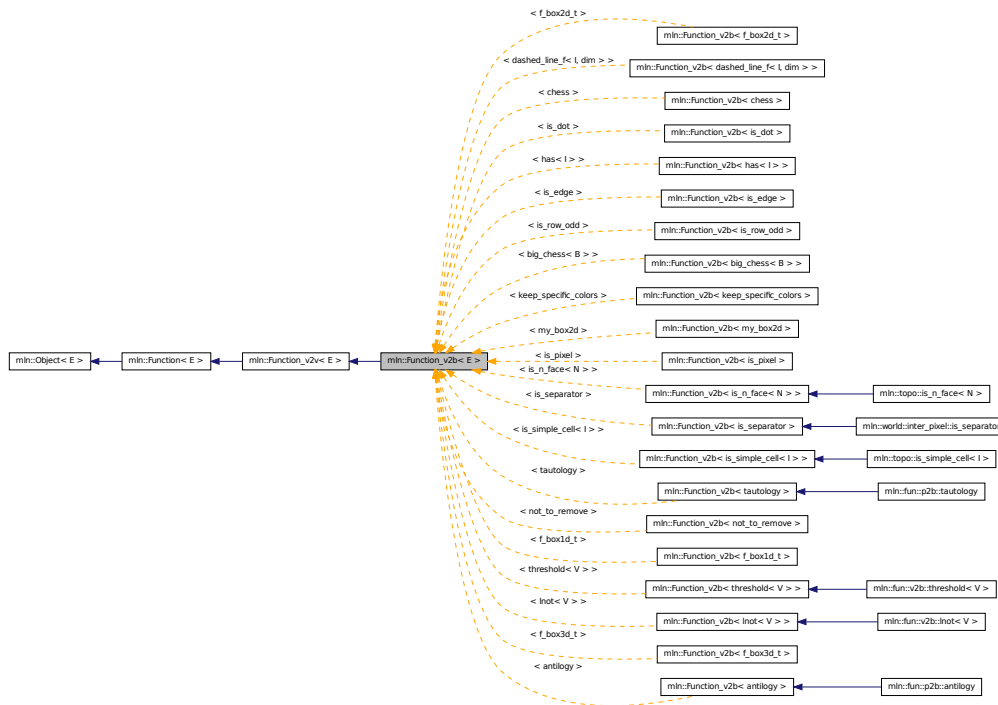 < f_box2d_t >
mln::Function_v2b< f_box2d_t >
< dashed_line_f< I, dim > >
mln::Function_v2b< dashed_line_f< I, dim > >
< chess >
mln::Function_v2b< chess >
< is_dot >
mln::Function_v2b< is_dot >
< has< I > >
mln::Function_v2b< has< I > >
< is_edge >
mln::Function_v2b< is_edge >
< is_row_odd >
mln::Function_v2b< is_row_odd >
< big_chess< B > >
mln::Function_v2b< big_chess< B > >
< keep_specific_colors >
mln::Function_v2b< keep_specific_colors >
< my_box2d >
mln::Function_v2b< my_box2d >
mln::Object< E >
mln::Function< E >
mln::Function_v2v< E >
mln::Function_v2b< E >
< is_pixel >
mln::Function_v2b< is_pixel >
< is_n_face< N > >
mln::Function_v2b< is_n_face< N > >
mln::topo::is_n_face< N >
< is_separator >
mln::Function_v2b< is_separator >
mln::world::inter_pixel::is_separator
< is_simple_cell< I > >
mln::Function_v2b< is_simple_cell< I > >
mln::topo::is_simple_cell< I >
< tautology >
mln::Function_v2b< tautology >
mln::fun::p2b::tautology
< not_to_remove >
mln::Function_v2b< not_to_remove >
< f_box1d_t >
mln::Function_v2b< f_box1d_t >
< threshold< V > >
mln::Function_v2b< threshold< V > >
mln::fun::v2b::threshold< V >
< lnot< V > >
mln::Function_v2b< lnot< V > >
mln::fun::v2b::lnot< V >
< f_box3d_t >
mln::Function_v2b< f_box3d_t >
< antilogy >
mln::Function_v2b< antilogy >
mln::fun::p2b::antilogy